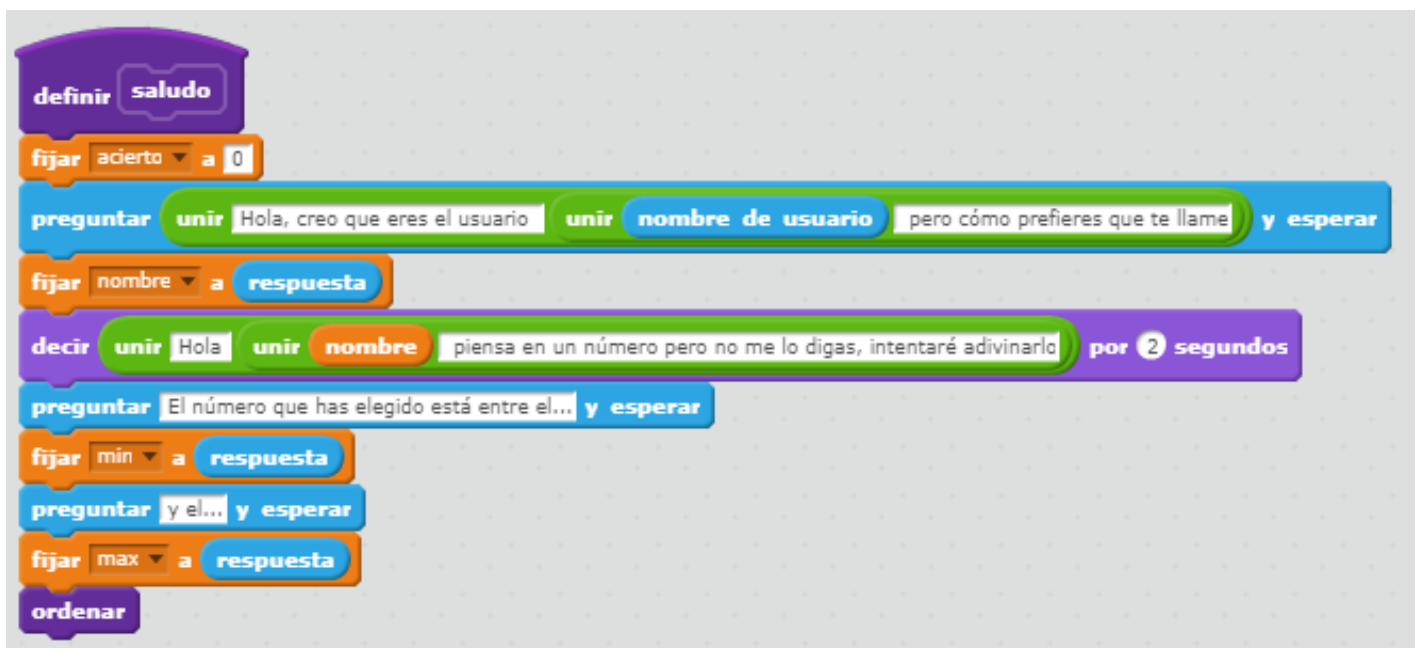 definir saludo
fijar acierto a 0
preguntar unir Hola, creo que eres el usuario unir nombre de usuario pero cómo prefieres que te llame y esperar
fijar nombre a respuesta
decir unir Hola unir nombre piensa en un número pero no me lo digas, intentaré adivinarlo por 2 segundos
preguntar El número que has elegido está entre el... y esperar
fijar min a respuesta
preguntar y el... y esperar
fijar max a respuesta
ordenar